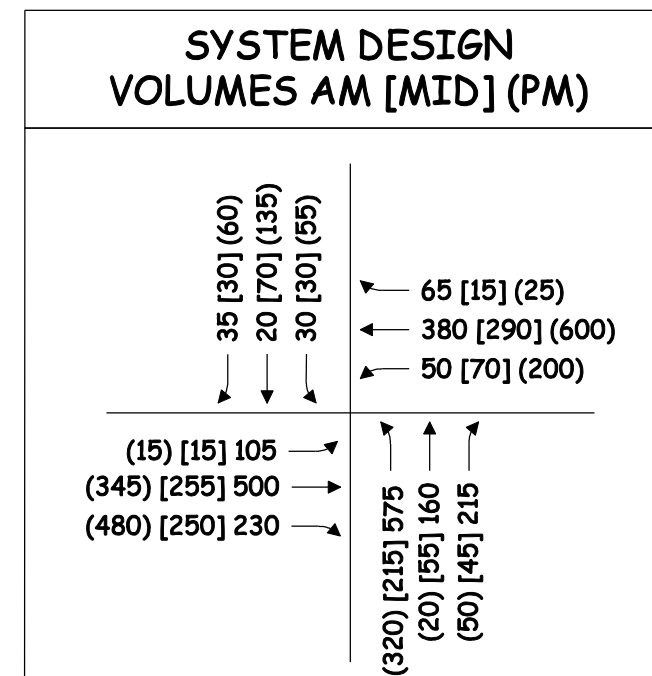 SYSTEM DESIGN
VOLUMES AM [MID] (PM)
35 [30] (60)
20 [70] (135)
30 [30] (55)
65 [15] (25)
380 [290] (600)
50 [70] (200)
(15) [15] 105
(345) [255] 500
(480) [250] 230
(320) [215] 575
(20) [55] 160
(50) [45] 215